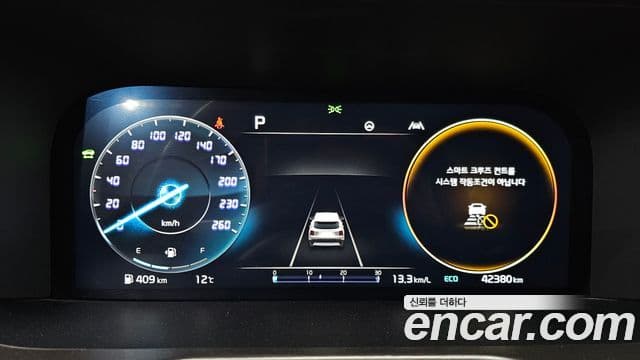 P
100 120 140
80 160
60 170
40 200
20 230
0 260
km/h
E F
스마트 크루즈 컨트롤
시스템 작동조건이 아닙니다
409 km 12℃
0 10 20 30
13.3 km/L ECO 42380 km
신뢰를 더하다
encar.com